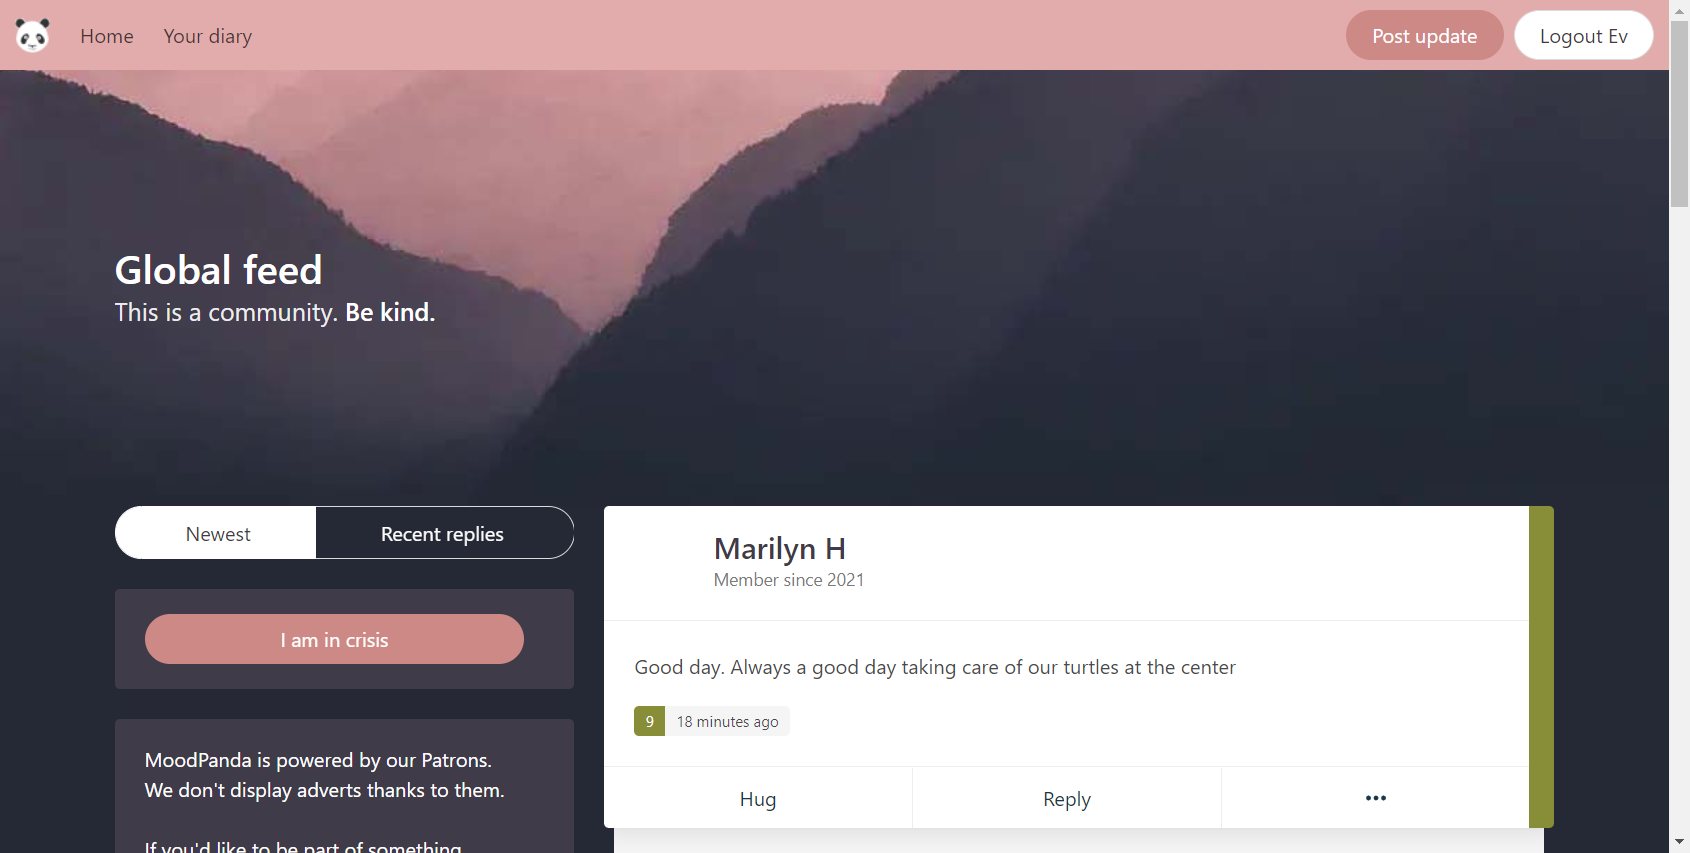 Home
Your diary
Post update
Logout Ev
Global feed
This is a community. Be kind.
Newest
Recent replies
I am in crisis
MoodPanda is powered by our Patrons.
We don't display adverts thanks to them.
If you'd like to be part of something
Marilyn H
Member since 2021
Good day. Always a good day taking care of our turtles at the center
9
18 minutes ago
Hug
Reply